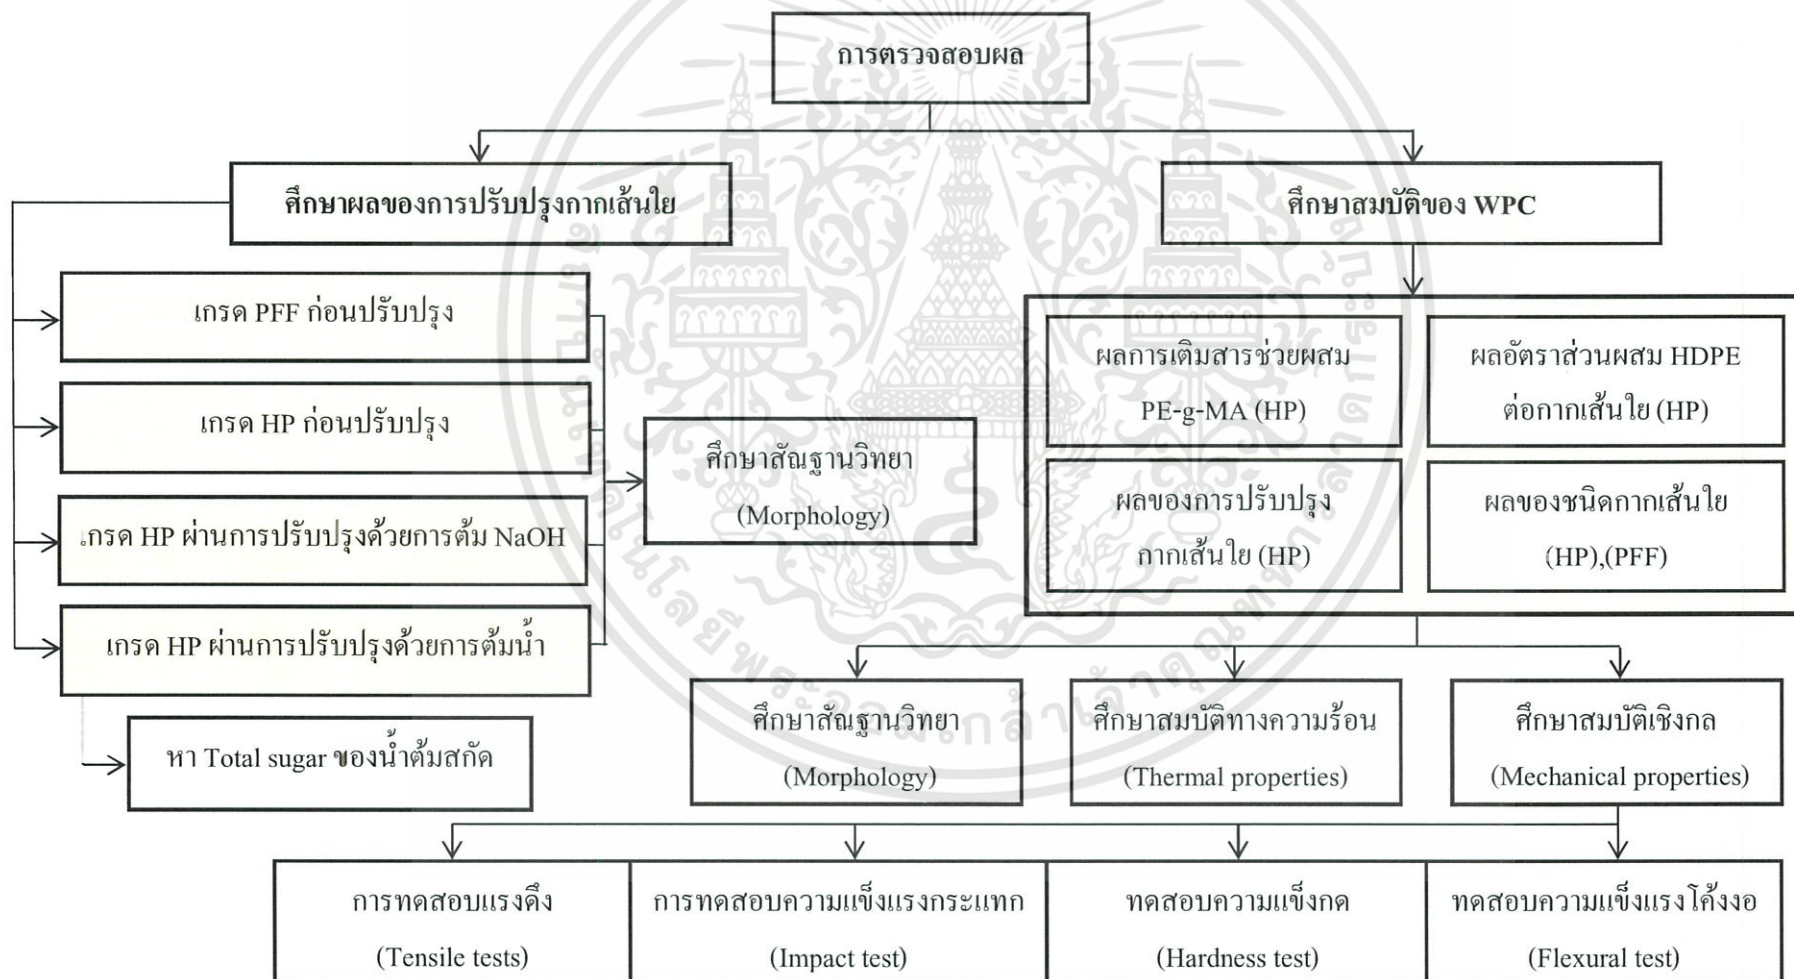 การตรวจสอบผล
ศึกษาผลของการปรับปรุงกากเส้นใย
ศึกษาสมบัติของ WPC
เกรด PFF ก่อนปรับปรุง
เกรด HP ก่อนปรับปรุง
เกรด HP ผ่านการปรับปรุงด้วยการต้ม NaOH
เกรด HP ผ่านการปรับปรุงด้วยการต้มน้ำ
หา Total sugar ของน้ำต้มสกัด
ศึกษาสัณฐานวิทยา
(Morphology)
ผลการเติมสารช่วยผสม
PE-g-MA (HP)
ผลอัตราส่วนผสม HDPE
ต่อกากเส้นใย (HP)
ผลของการปรับปรุง
กากเส้นใย (HP)
ผลของชนิดกากเส้นใย
(HP),(PFF)
ศึกษาสัณฐานวิทยา
(Morphology)
ศึกษาสมบัติทางความร้อน
(Thermal properties)
ศึกษาสมบัติเชิงกล
(Mechanical properties)
การทดสอบแรงดึง
(Tensile tests)
การทดสอบความแข็งแรงกระแทก
(Impact test)
ทดสอบความแข็งกด
(Hardness test)
ทดสอบความแข็งแรงโค้งงอ
(Flexural test)